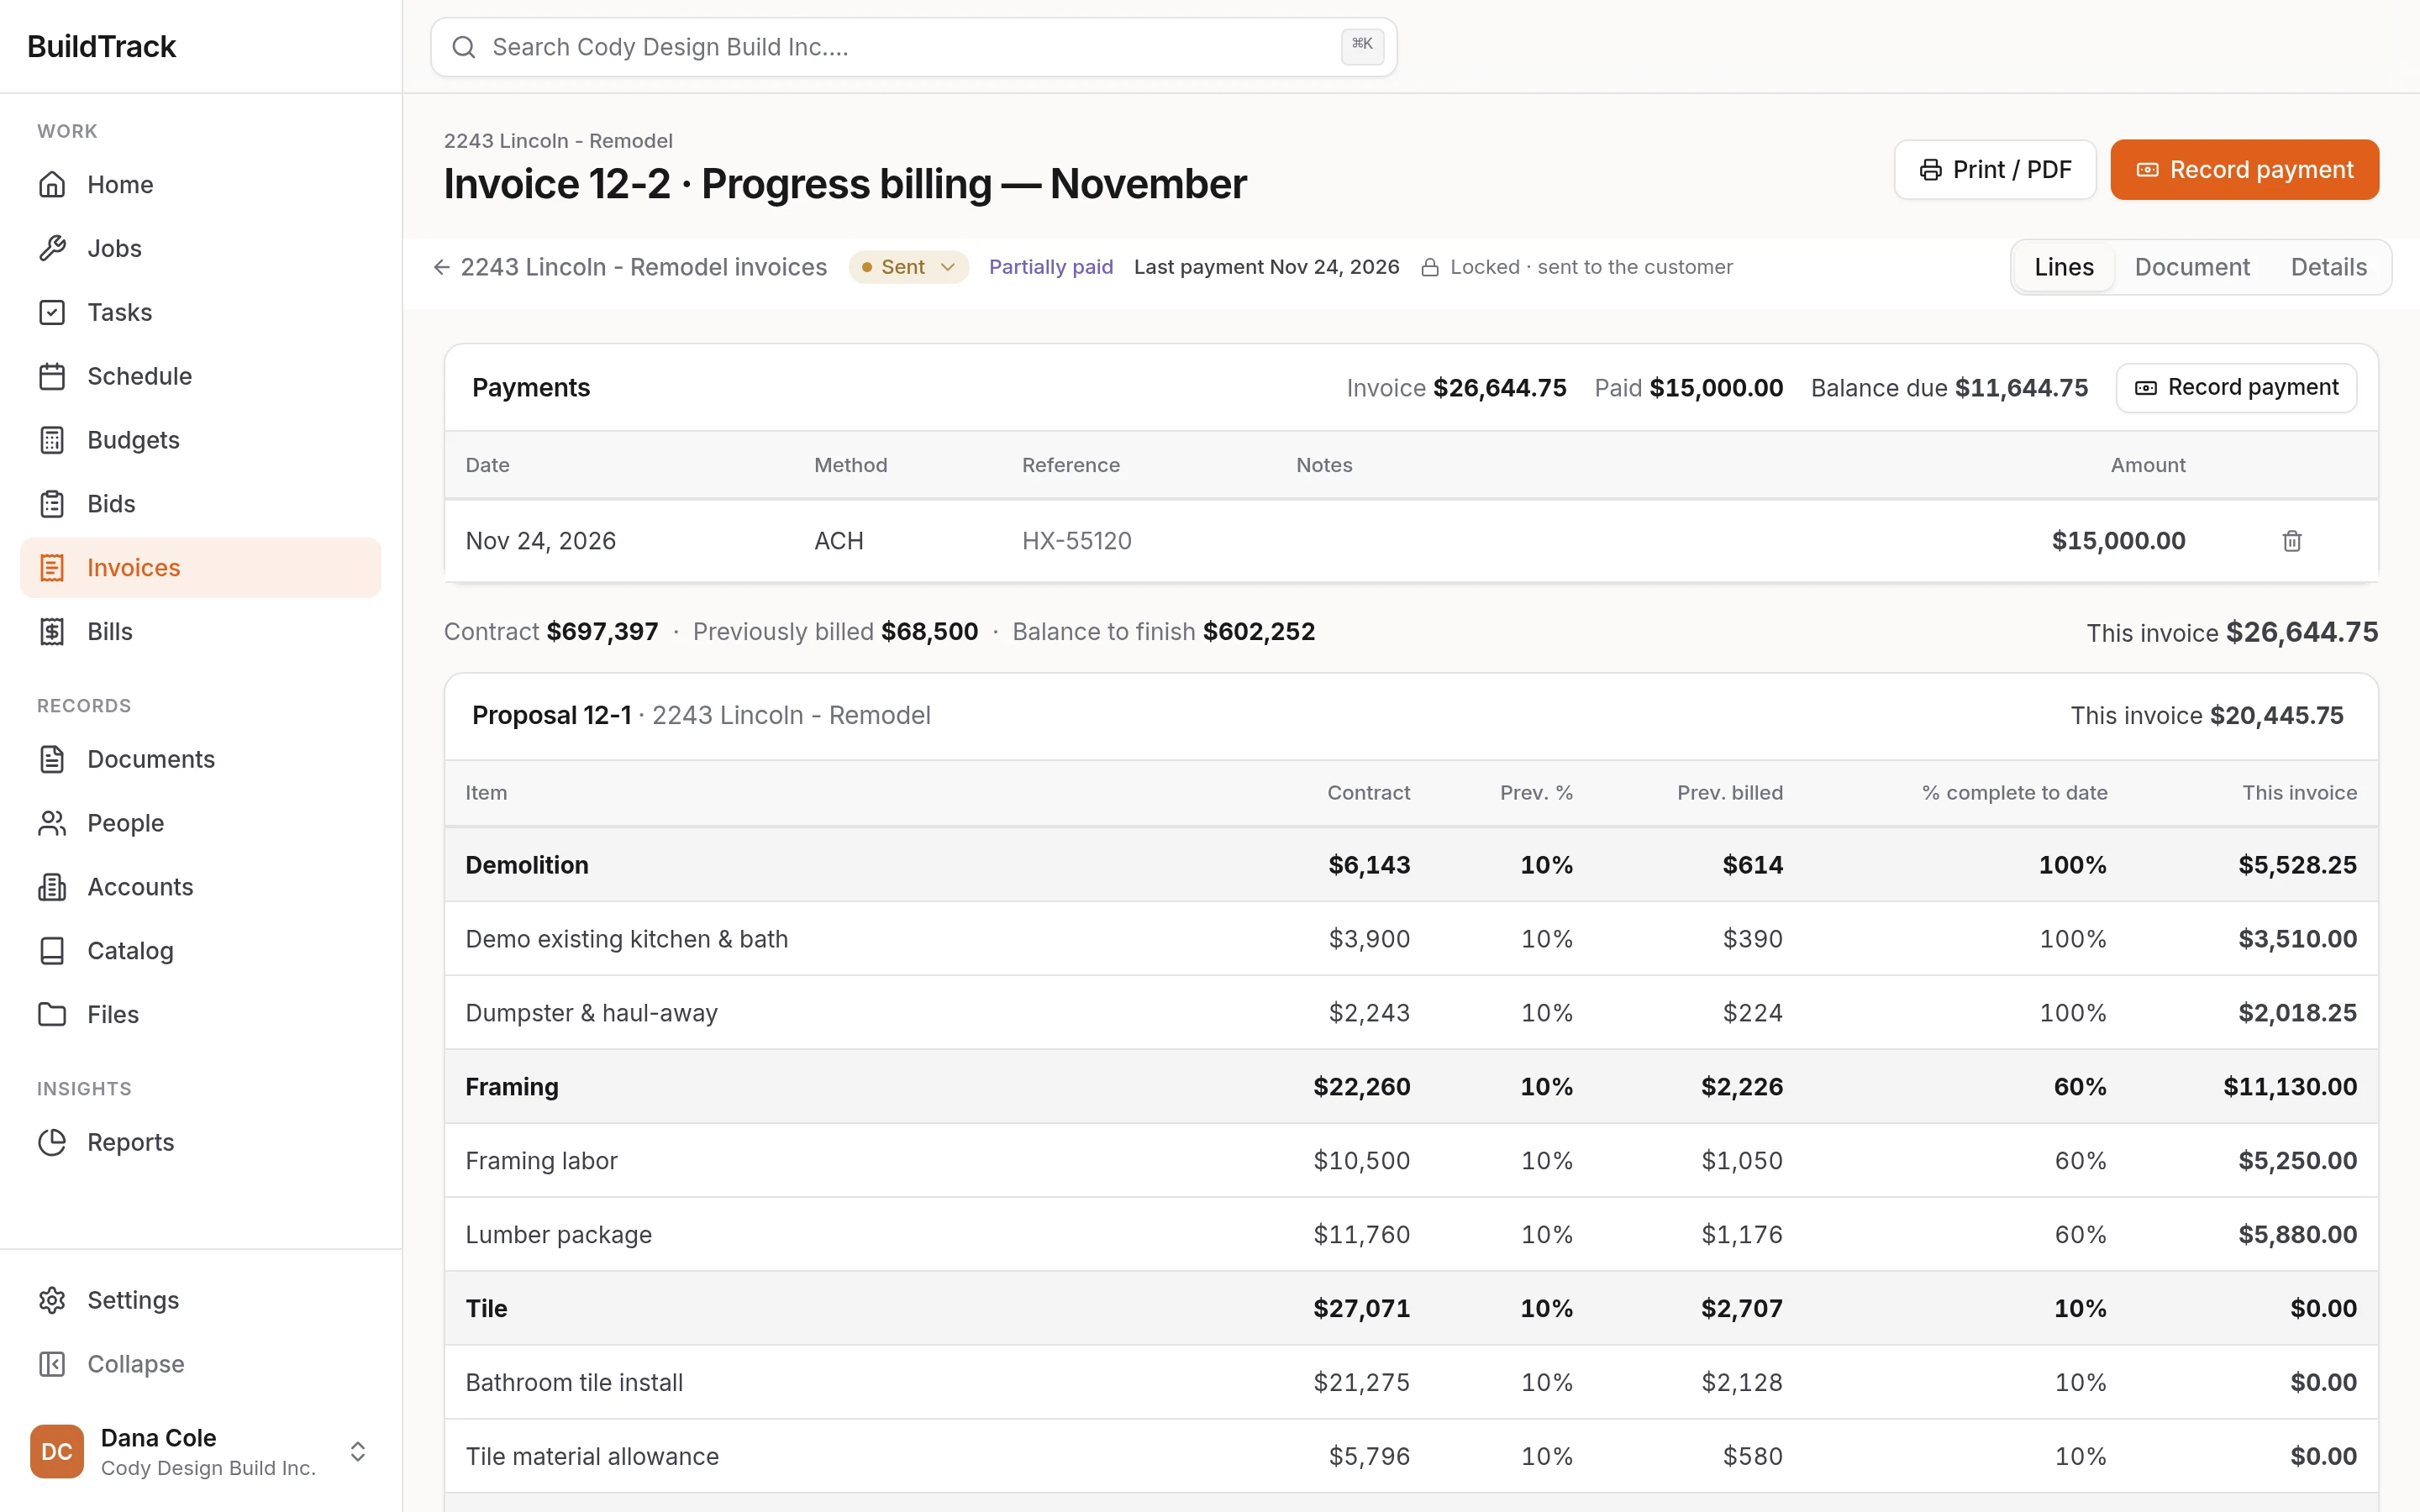 BuildTrack
Search Cody Design Build Inc....
⌘K
WORK
Home
Jobs
Tasks
Schedule
Budgets
Bids
Invoices
Bills
RECORDS
Documents
People
Accounts
Catalog
Files
INSIGHTS
Reports
Settings
Collapse
DC
Dana Cole
Cody Design Build Inc.
2243 Lincoln - Remodel
Invoice 12-2 · Progress billing — November
Print / PDF
Record payment
2243 Lincoln - Remodel invoices
Sent
Partially paid
Last payment Nov 24, 2026
Locked · sent to the customer
Lines
Document
Details
Payments
Invoice $26,644.75
Paid $15,000.00
Balance due $11,644.75
Record payment
Date Method Reference Notes Amount
Nov 24, 2026 ACH HX-55120 $15,000.00
Contract $697,397 · Previously billed $68,500 · Balance to finish $602,252
This invoice $26,644.75
Proposal 12-1 · 2243 Lincoln - Remodel
This invoice $20,445.75
Item Contract Prev. % Prev. billed % complete to date This invoice
Demolition $6,143 10% $614 100% $5,528.25
Demo existing kitchen & bath $3,900 10% $390 100% $3,510.00
Dumpster & haul-away $2,243 10% $224 100% $2,018.25
Framing $22,260 10% $2,226 60% $11,130.00
Framing labor $10,500 10% $1,050 60% $5,250.00
Lumber package $11,760 10% $1,176 60% $5,880.00
Tile $27,071 10% $2,707 10% $0.00
Bathroom tile install $21,275 10% $2,128 10% $0.00
Tile material allowance $5,796 10% $580 10% $0.00